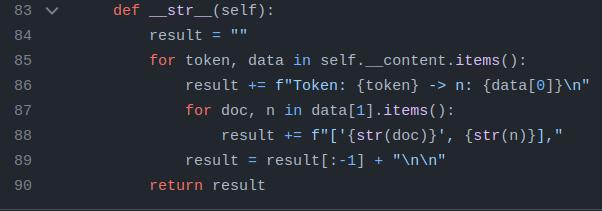 83 def __str__(self):
84 result = ""
85 for token, data in self.__content.items():
86 result += f"Token: {token} -> n: {data[0]}\n"
87 for doc, n in data[1].items():
88 result += f"['{str(doc)}', {str(n)}],"
89 result = result[:-1] + "\n\n"
90 return result